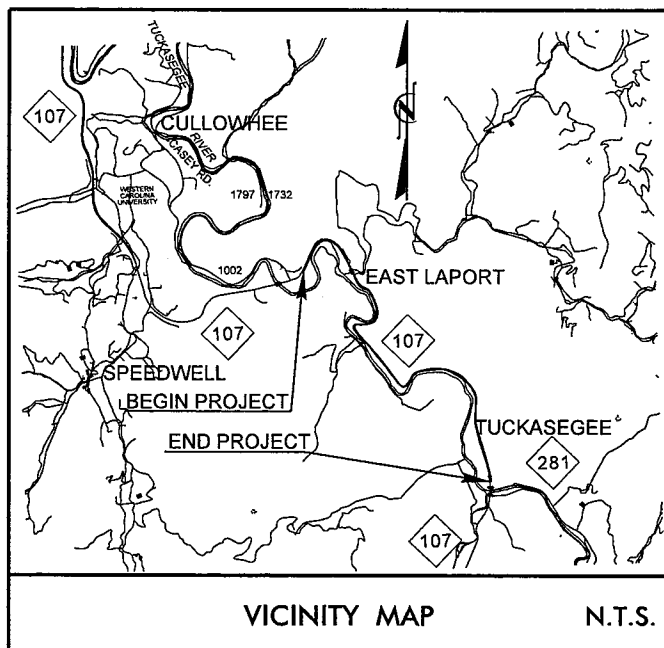 TUCKASEGEE
107
CULLOWHEE
RIVER
CASEY RD.
WESTERN
CAROLINA
UNIVERSITY
1797
1732
N
1002
EAST LAPORT
107
107
SPEEDWELL
BEGIN PROJECT
END PROJECT
TUCKASEGEE
281
107
VICINITY MAP
N.T.S.